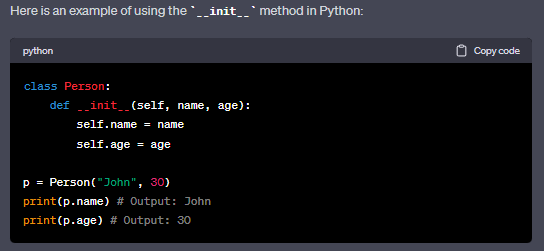 Here is an example of using the `__init__` method in Python:
python
Copy code
class Person:
    def __init__(self, name, age):
        self.name = name
        self.age = age
p = Person("John", 30)
print(p.name) # Output: John
print(p.age) # Output: 30